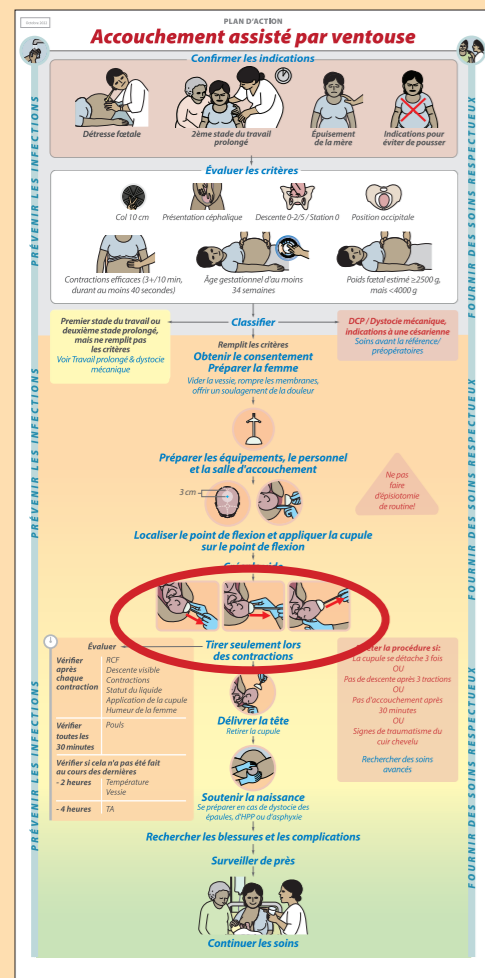 PLAN D'ACTION
Accouchement assisté par ventouse
PRÉVENIR LES INFECTIONS
FOURNIR DES SOINS RESPECTUEUX
Confirmer les indications
Détresse fœtale
2ème stade du travail
prolongé
Épuisement
de la mère
Indications pour
éviter de pousser
Évaluer les critères
Col 10 cm
Présentation céphalique
Descente 0-2/5 / Station 0
Position occipitale
Contractions efficaces (3+/10 min,
durant au moins 40 secondes)
Âge gestationnel d'au moins
34 semaines
Poids fœtal estimé ≥2500 g,
mais <4000 g
Premier stade du travail ou
deuxième stade prolongé,
mais ne remplit pas
les critères
Voir Travail prolongé & dystocie
mécanique
Classifier
DCP / Dystocie mécanique,
indications à une césarienne
Soins avant la référence/
préopératoires
Remplit les critères
Obtenir le consentement
Préparer la femme
Vider la vessie, rompre les membranes,
offrir un soulagement de la douleur
PRÉVENIR LES INFECTIONS
FOURNIR DES SOINS RESPECTUEUX
Préparer les équipements, le personnel
et la salle d'accouchement
3 cm
Ne pas
faire
d'épisiotomie
de routine!
Localiser le point de flexion et appliquer la cupule
sur le point de flexion
Tirer seulement lors
des contractions
Évaluer
Vérifier
après
chaque
contraction
RCF
Descente visible
Contractions
Statut du liquide
Application de la cupule
Humeur de la femme
Vérifier
toutes les
30 minutes
Pouls
Vérifier si cela n'a pas été fait
au cours des dernières
- 2 heures
Température
Vessie
- 4 heures
TA
la procédure si:
La cupule se détache 3 fois
OU
Pas de descente après 3 tractions
OU
Pas d'accouchement après
30 minutes
OU
Signes de traumatisme du
cuir chevelu
Rechercher des soins
avancés
PRÉVENIR LES INFECTIONS
FOURNIR DES SOINS RESPECTUEUX
Délivrer la tête
Retirer la cupule
Soutenir la naissance
Se préparer en cas de dystocie des
épaules, d'HPP ou d'asphyxie
Rechercher les blessures et les complications
Surveiller de près
Continuer les soins